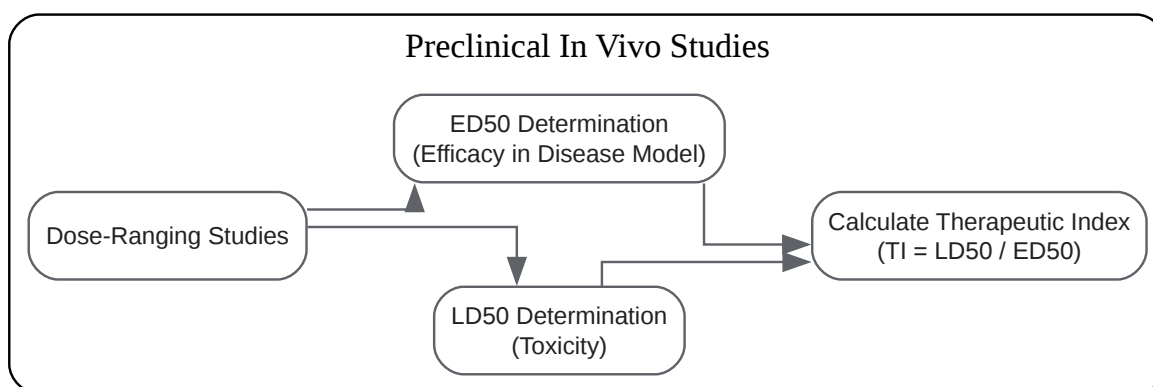 Preclinical In Vivo Studies
ED50 Determination
(Efficacy in Disease Model)
Dose-Ranging Studies
Calculate Therapeutic Index
(TI = LD50 / ED50)
LD50 Determination
(Toxicity)